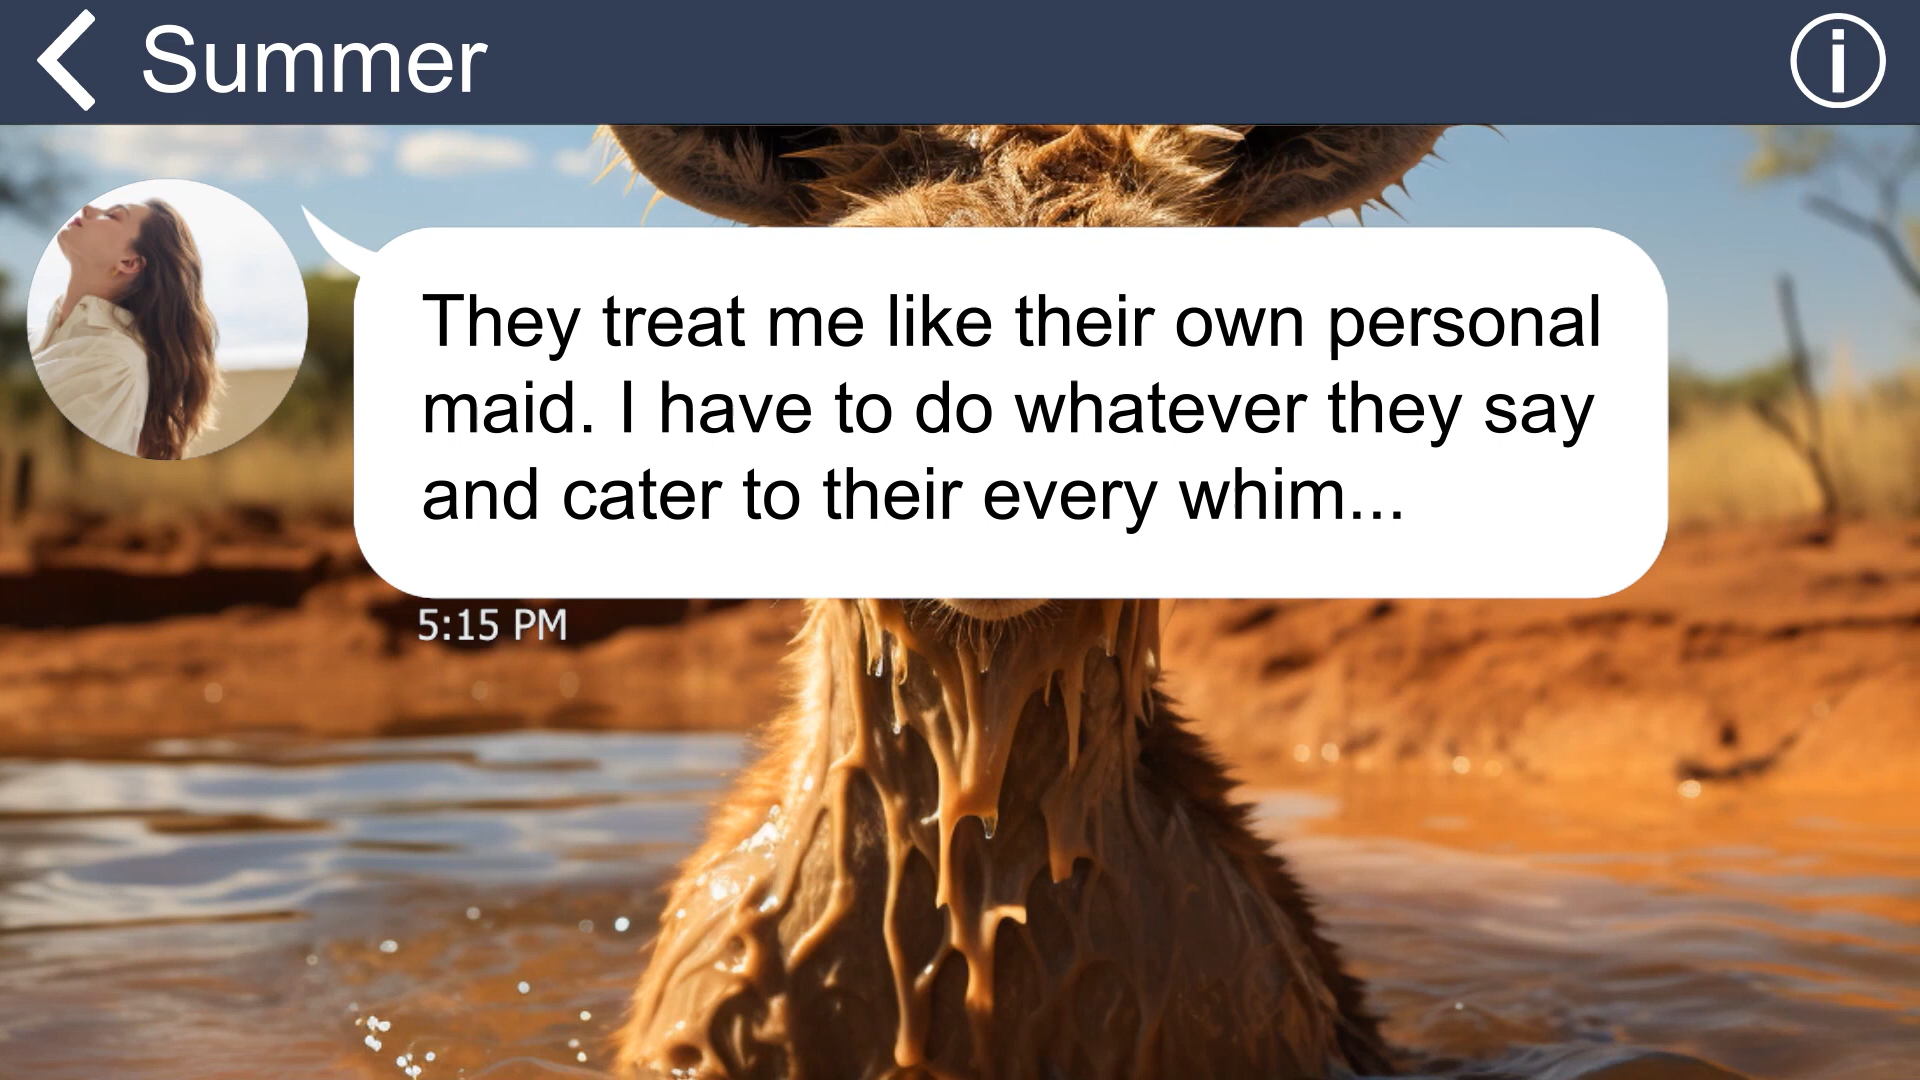 Summer
They treat me like their own personal
maid. I have to do whatever they say
and cater to their every whim...
5:15 PM